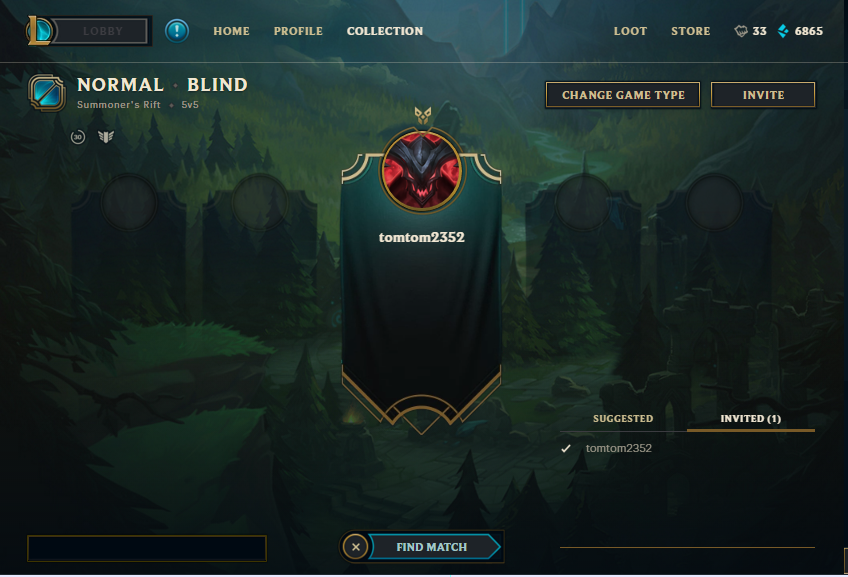 LOBBY
HOME
PROFILE
COLLECTION
LOOT
STORE
33
6865
NORMAL • BLIND
Summoner's Rift • 5v5
CHANGE GAME TYPE
INVITE
30
tomtom2352
SUGGESTED
INVITED (1)
tomtom2352
FIND MATCH